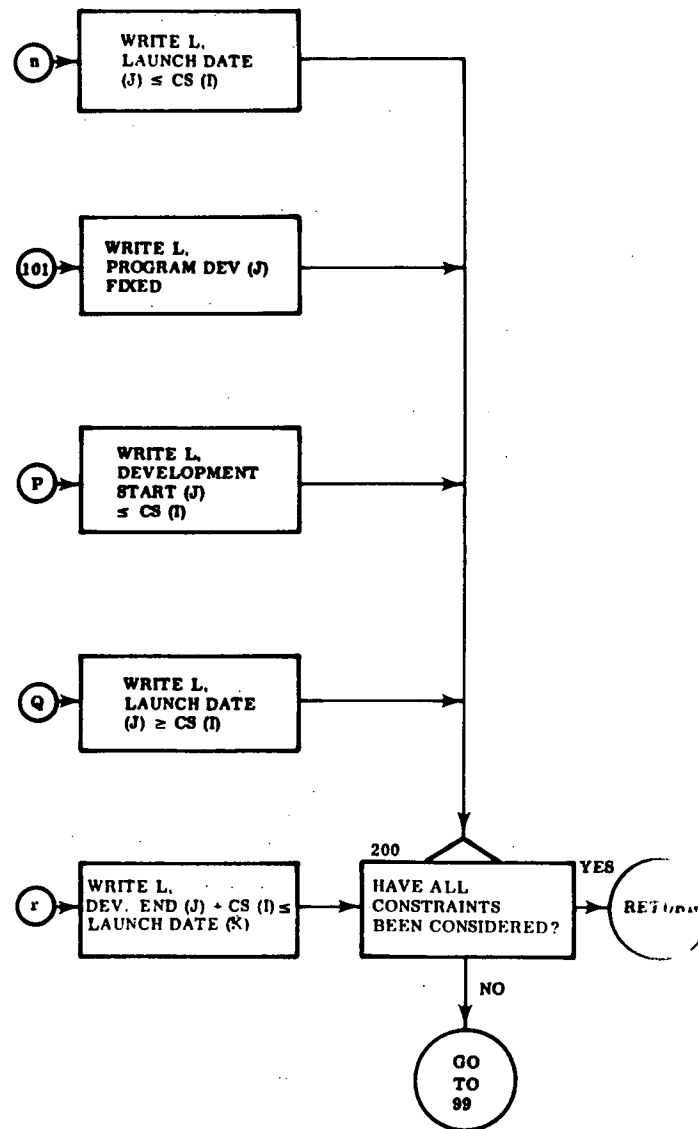 n
WRITE L,
LAUNCH DATE
(J) ≤ CS (I)
101
WRITE L,
PROGRAM DEV (J)
FIXED
P
WRITE L,
DEVELOPMENT
START (J)
≤ CS (I)
Q
WRITE L,
LAUNCH DATE
(J) ≥ CS (I)
r
WRITE L,
DEV. END (J) + CS (I) ≤
LAUNCH DATE (K)
200
HAVE ALL
CONSTRAINTS
BEEN CONSIDERED?
YES
RETURN
NO
GO
TO
99